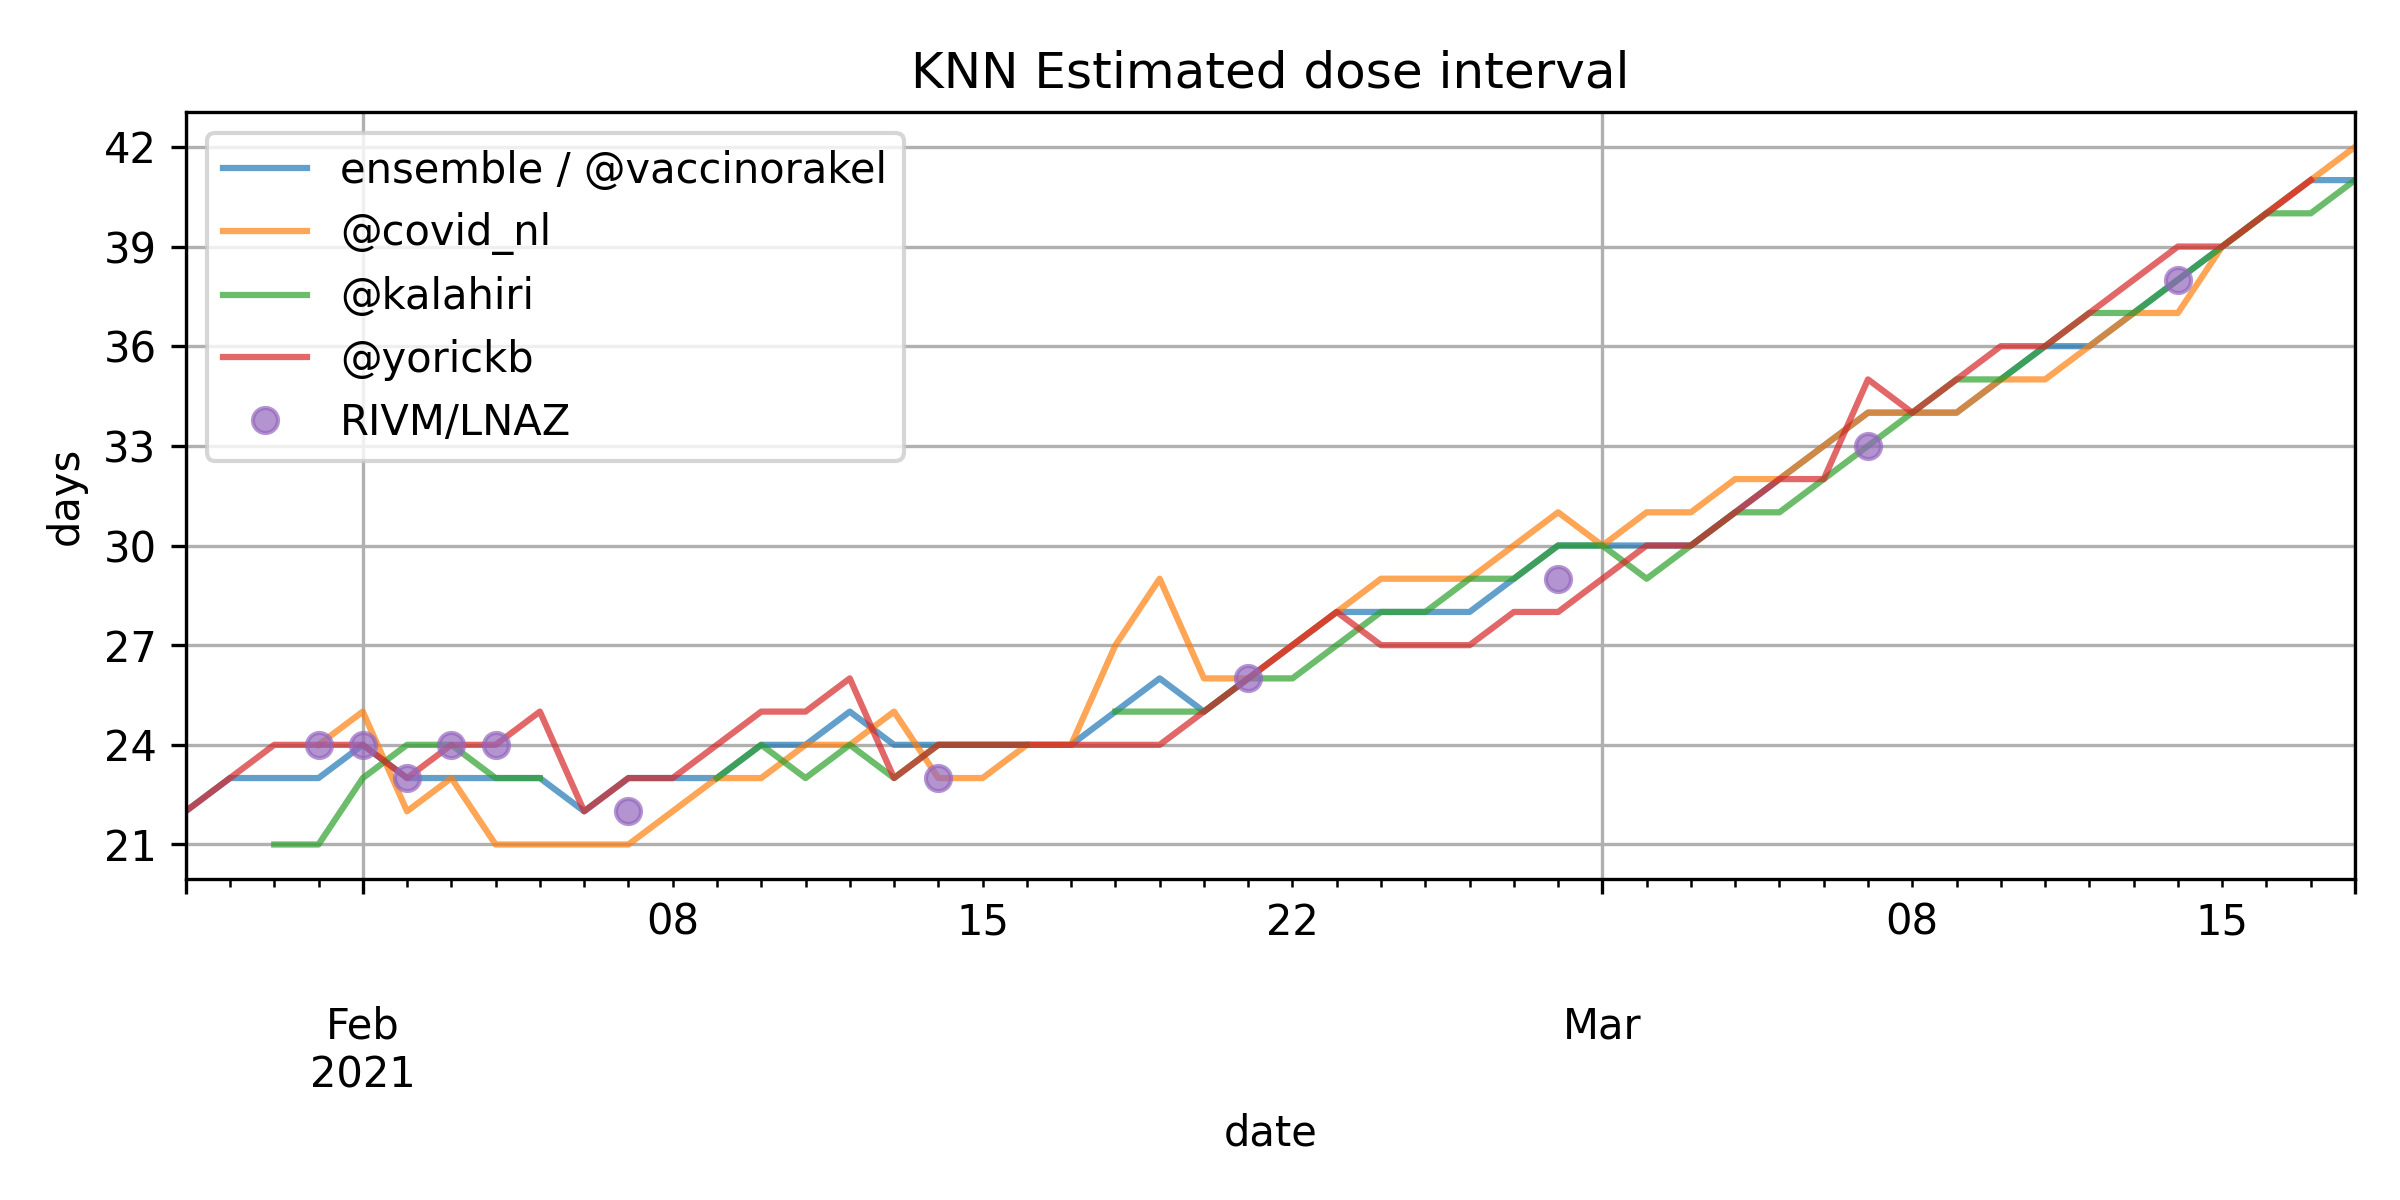 KNN Estimated dose interval
42
39
36
33
30
27
24
21
days
ensemble / @vaccinorakel
@covid_nl
@kalahiri
@yorickb
RIVM/LNAZ
08
15
22
08
15
Feb
2021
Mar
date